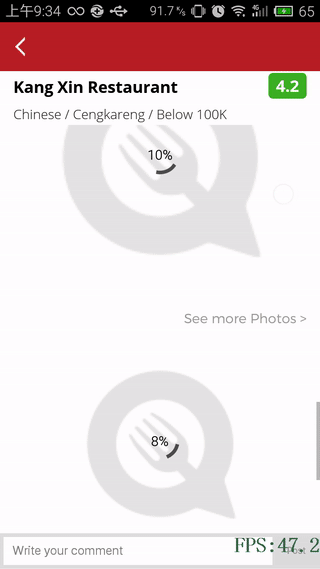 上午9:34 91.7 K/s 4G 65
Kang Xin Restaurant 4.2
Chinese / Cengkareng / Below 100K
10%
See more Photos >
8%
Write your comment Post
FPS:47.2